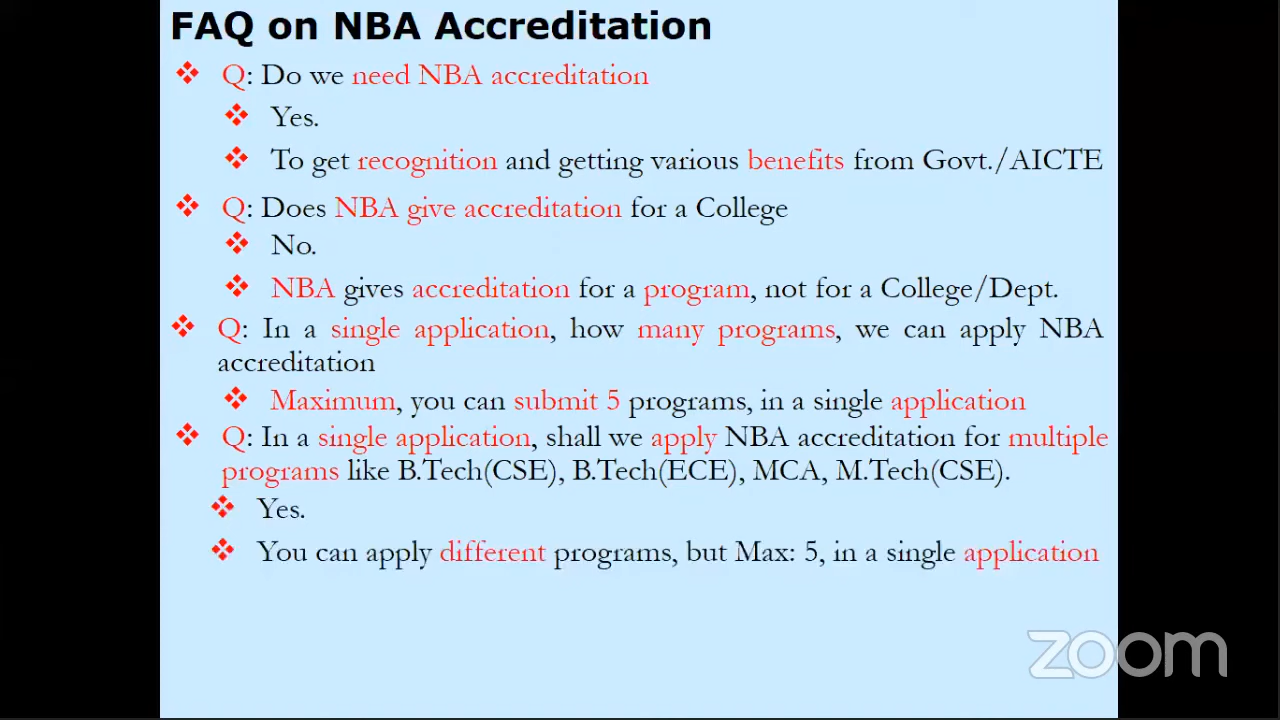 FAQ on NBA Accreditation
Q: Do we need NBA accreditation
Yes.
To get recognition and getting various benefits from Govt./AICTE
Q: Does NBA give accreditation for a College
No.
NBA gives accreditation for a program, not for a College/Dept.
Q: In a single application, how many programs, we can apply NBA
accreditation
Maximum, you can submit 5 programs, in a single application
Q: In a single application, shall we apply NBA accreditation for multiple
programs like B.Tech(CSE), B.Tech(ECE), MCA, M.Tech(CSE).
Yes.
You can apply different programs, but Max: 5, in a single application
zoom